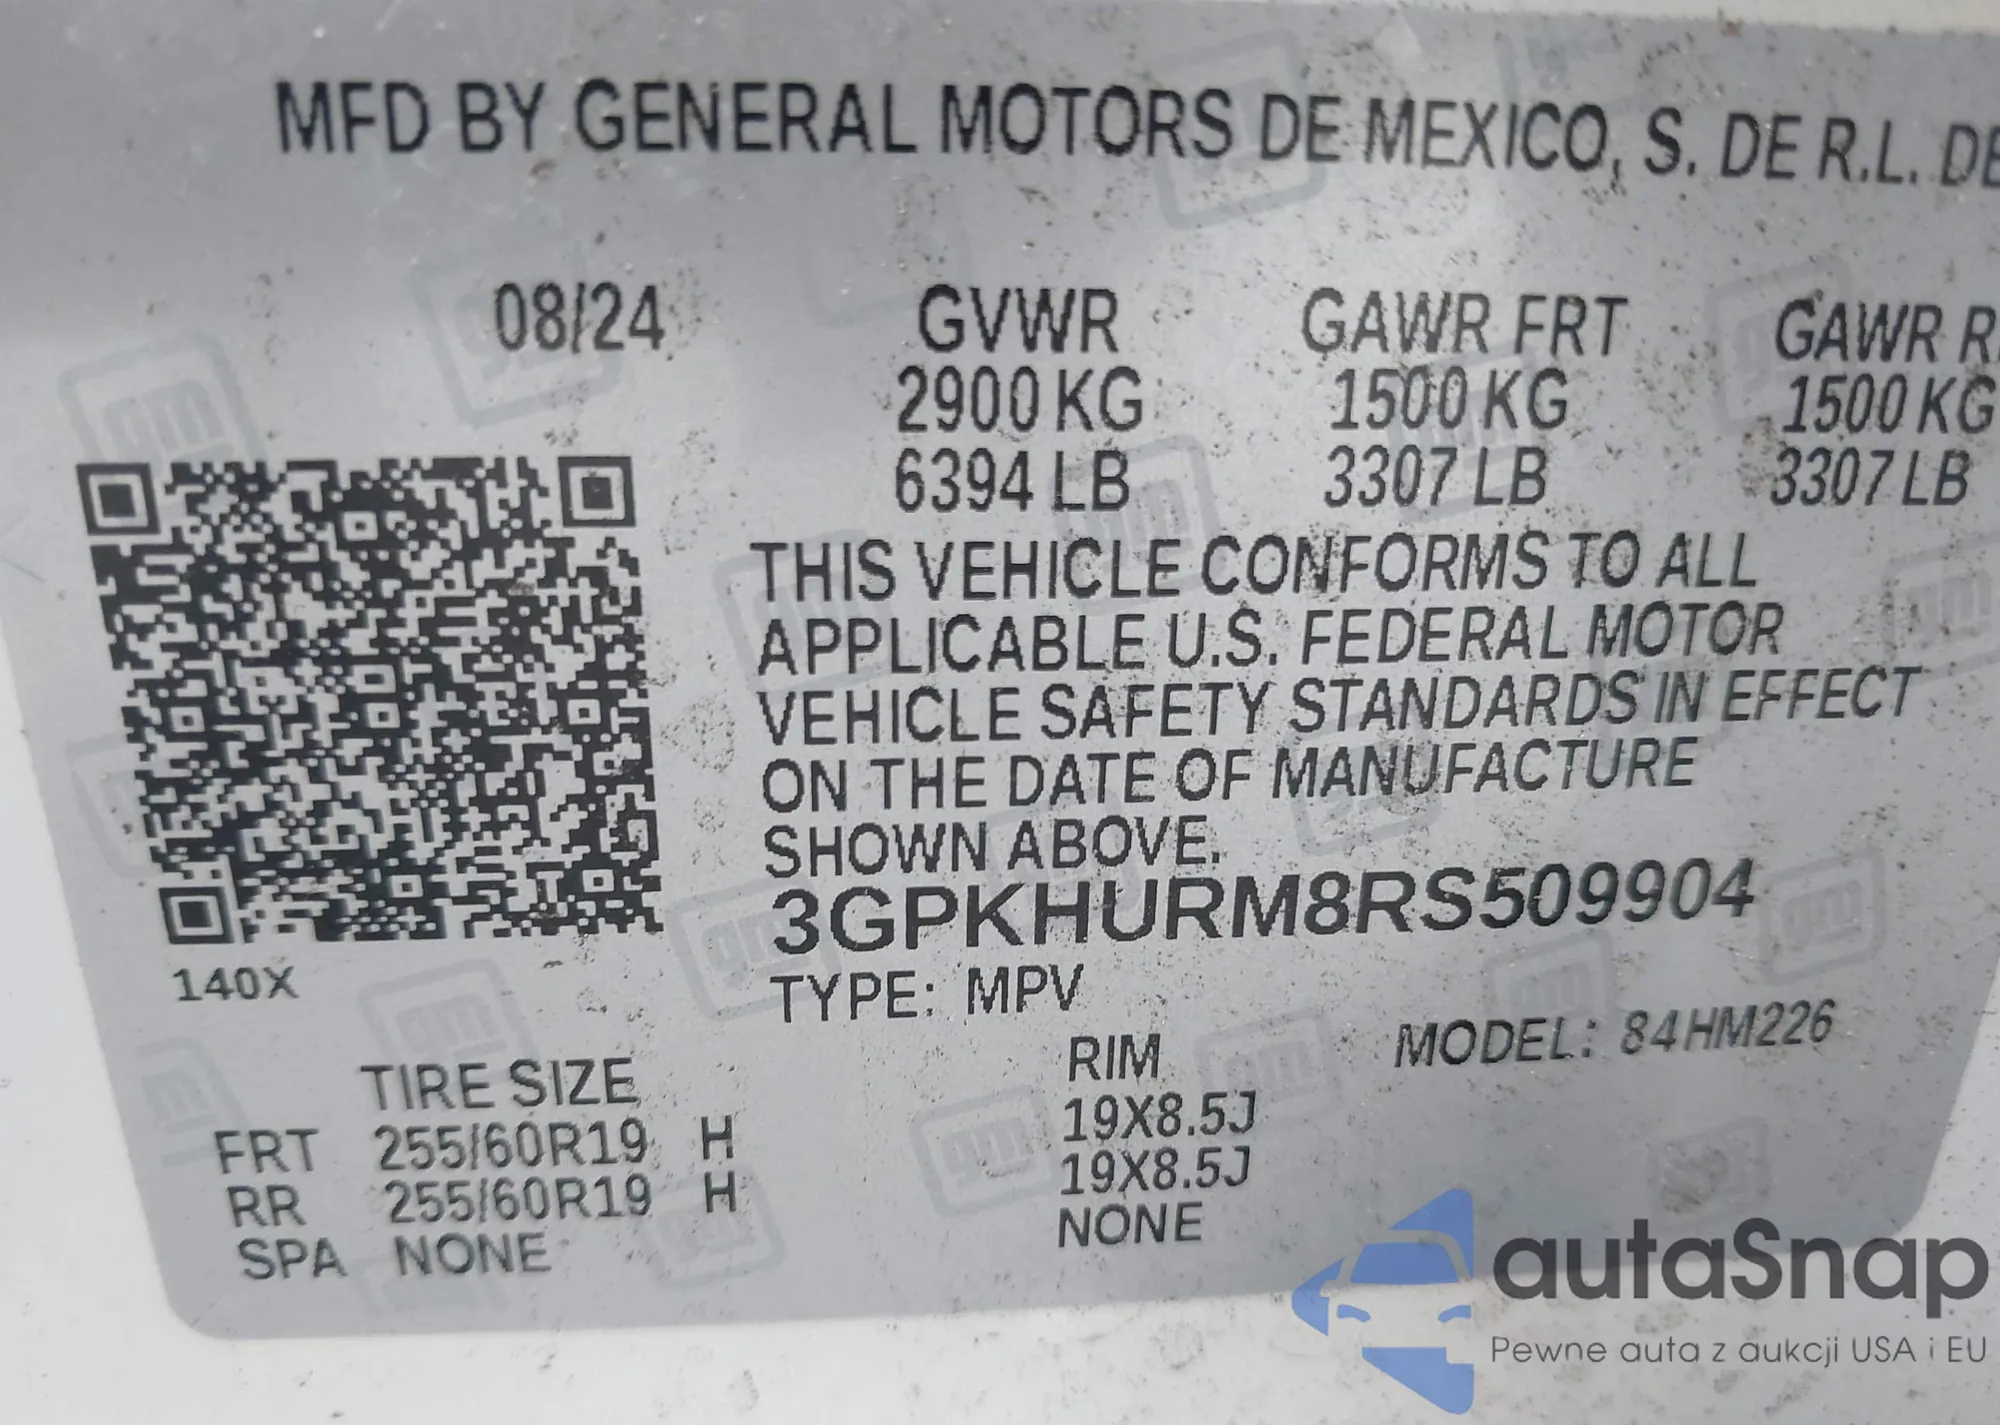 MFD BY GENERAL MOTORS DE MEXICO, S. DE R.L. DE
08/24 GVWR GAWR FRT GAWR R
2900 KG 1500 KG 1500 KG
6394 LB 3307 LB 3307 LB
THIS VEHICLE CONFORMS TO ALL
APPLICABLE U.S. FEDERAL MOTOR
VEHICLE SAFETY STANDARDS IN EFFECT
ON THE DATE OF MANUFACTURE
SHOWN ABOVE.
3GPKHURM8RS509904
140X
TYPE: MPV
MODEL: 84HM226
TIRE SIZE RIM
FRT 255/60R19 H 19X8.5J
RR 255/60R19 H 19X8.5J
SPA NONE NONE
autaSnap
Pewne auta z aukcji USA i EU